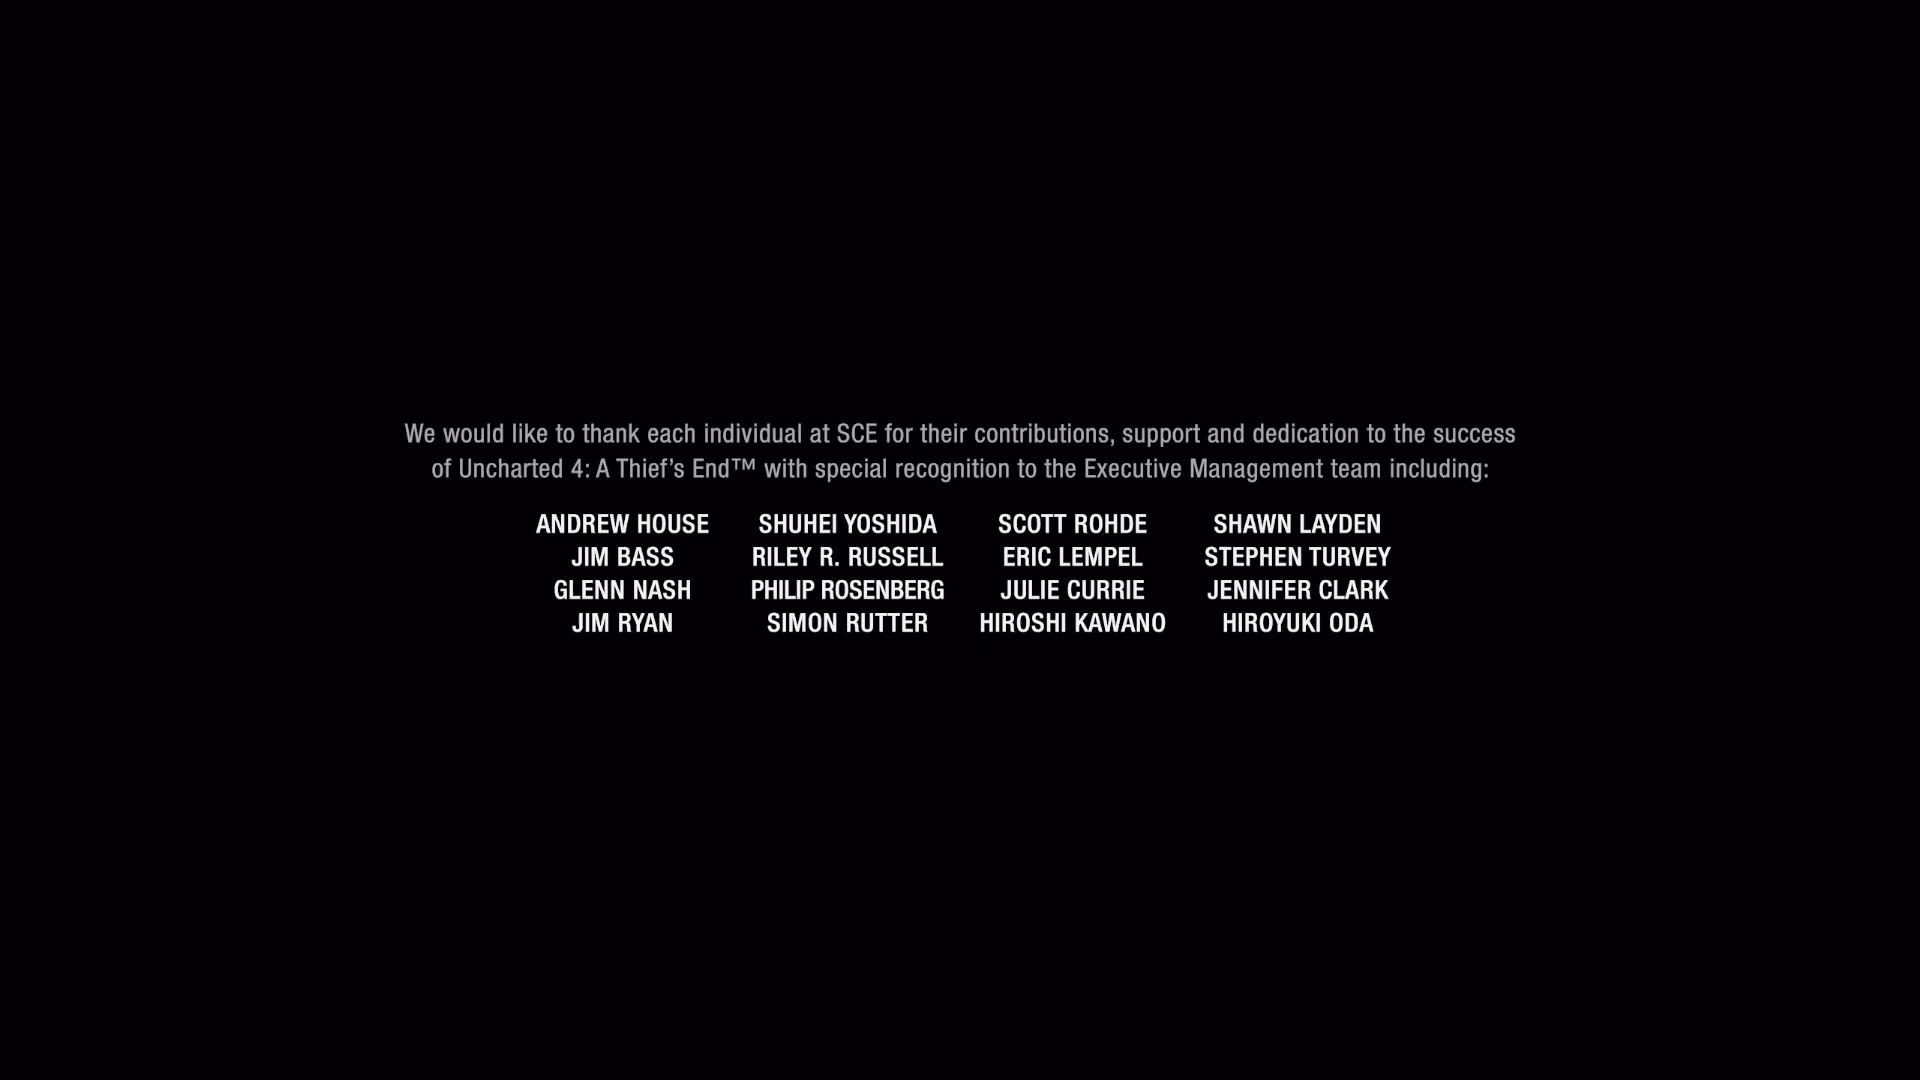 We would like to thank each individual at SCE for their contributions, support and dedication to the success
of Uncharted 4: A Thief’s End™ with special recognition to the Executive Management team including:
ANDREW HOUSE SHUHEI YOSHIDA SCOTT ROHDE SHAWN LAYDEN
JIM BASS RILEY R. RUSSELL ERIC LEMPEL STEPHEN TURVEY
GLENN NASH PHILIP ROSENBERG JULIE CURRIE JENNIFER CLARK
JIM RYAN SIMON RUTTER HIROSHI KAWANO HIROYUKI ODA